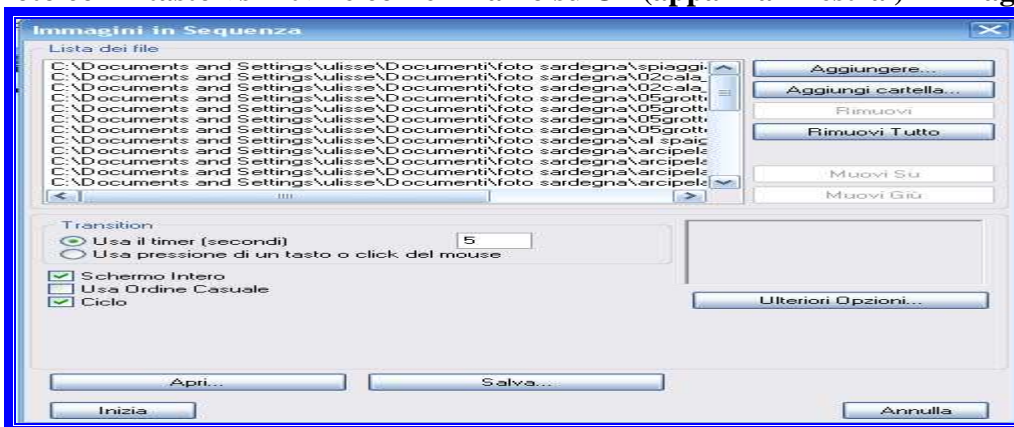 Immagini in Sequenza
Lista dei file
C:\Documents and Settings\ulisse\Documenti\foto sardegna\spiaggi
C:\Documents and Settings\ulisse\Documenti\foto sardegna\02cala_
C:\Documents and Settings\ulisse\Documenti\foto sardegna\02cala_
C:\Documents and Settings\ulisse\Documenti\foto sardegna\05grott
C:\Documents and Settings\ulisse\Documenti\foto sardegna\05grott
C:\Documents and Settings\ulisse\Documenti\foto sardegna\05grott
C:\Documents and Settings\ulisse\Documenti\foto sardegna\05grott
C:\Documents and Settings\ulisse\Documenti\foto sardegna\al spaig
C:\Documents and Settings\ulisse\Documenti\foto sardegna\arcipela
C:\Documents and Settings\ulisse\Documenti\foto sardegna\arcipela
C:\Documents and Settings\ulisse\Documenti\foto sardegna\arcipela
C:\Documents and Settings\ulisse\Documenti\foto sardegna\arcipela
Aggiungere...
Aggiungi cartella...
Rimuovi
Rimuovi Tutto
Muovi Su
Muovi Giù
Transition
Usa il timer (secondi) 5
Usa pressione di un tasto o click del mouse
Schermo Intero
Usa Ordine Casuale
Ciclo
Ulteriori Opzioni...
Apri... Salva...
Inizia Annulla